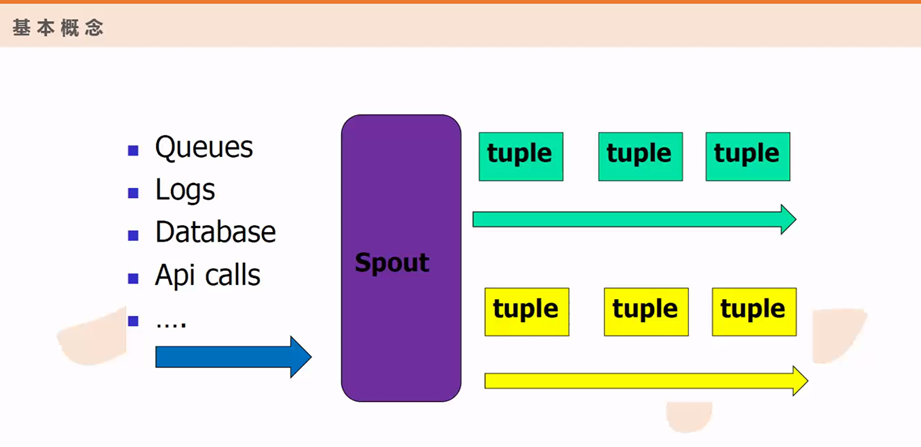 基本概念
Queues
Logs
Database
Api calls
….
Spout
tuple tuple tuple
tuple tuple tuple